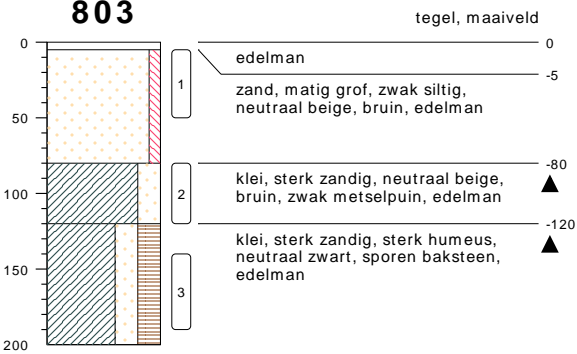 803
tegel, maaiveld
0
0
edelman
-5
1
zand, matig grof, zwak siltig,
neutraal beige, bruin, edelman
50
-80
2
klei, sterk zandig, neutraal beige,
bruin, zwak metselpuin, edelman
100
-120
klei, sterk zandig, sterk humeus,
neutraal zwart, sporen baksteen,
edelman
150
3
200